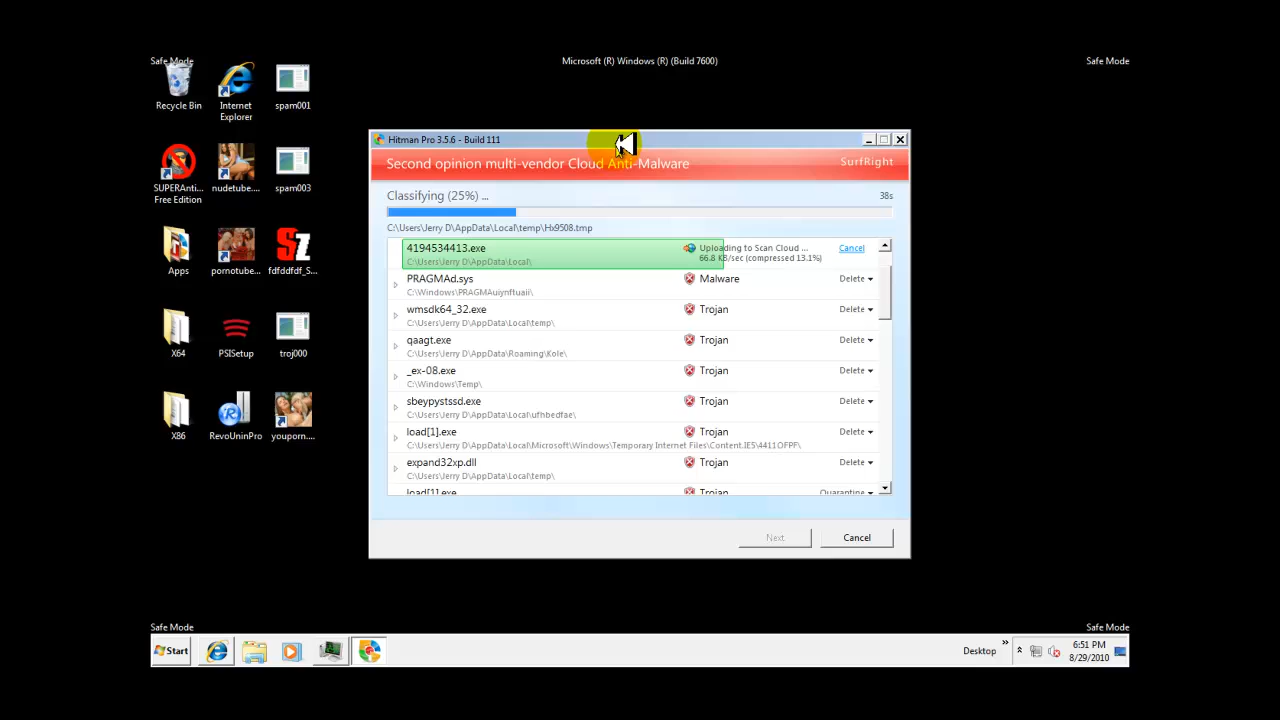 Safe Mode
Microsoft (R) Windows (R) (Build 7600)
Safe Mode
Recycle Bin
Internet Explorer
spam001
SUPERAnti... Free Edition
nudetube....
spam003
Apps
pornotube...
fdfddfdf_S...
X64
PSISetup
troj000
X86
RevoUninPro
youporn....
Hitman Pro 3.5.6 - Build 111
Second opinion multi-vendor Cloud Anti-Malware
SurfRight
Classifying (25%) ...
38s
C:\Users\Jerry D\AppData\Local\temp\Hx9508.tmp
4194534413.exe
Uploading to Scan Cloud ...
Cancel
C:\Users\Jerry D\AppData\Local\
66.8 KB/sec (compressed 13.1%)
PRAGMAd.sys
Malware
Delete
C:\Windows\PRAGMAuiynftuaii\
wmsdk64_32.exe
Trojan
Delete
C:\Users\Jerry D\AppData\Local\temp\
qaagt.exe
Trojan
Delete
C:\Users\Jerry D\AppData\Roaming\Kole\
_ex-08.exe
Trojan
Delete
C:\Windows\Temp\
sbeypystssd.exe
Trojan
Delete
C:\Users\Jerry D\AppData\Local\ufhbedfae\
load[1].exe
Trojan
Delete
C:\Users\Jerry D\AppData\Local\Microsoft\Windows\Temporary Internet Files\Content.IE5\4411OFPF\
expand32xp.dll
Trojan
Delete
C:\Users\Jerry D\AppData\Local\temp\
load[1].exe
Trojan
Quarantine
Next
Cancel
Safe Mode
Safe Mode
Start
Desktop
6:51 PM
8/29/2010